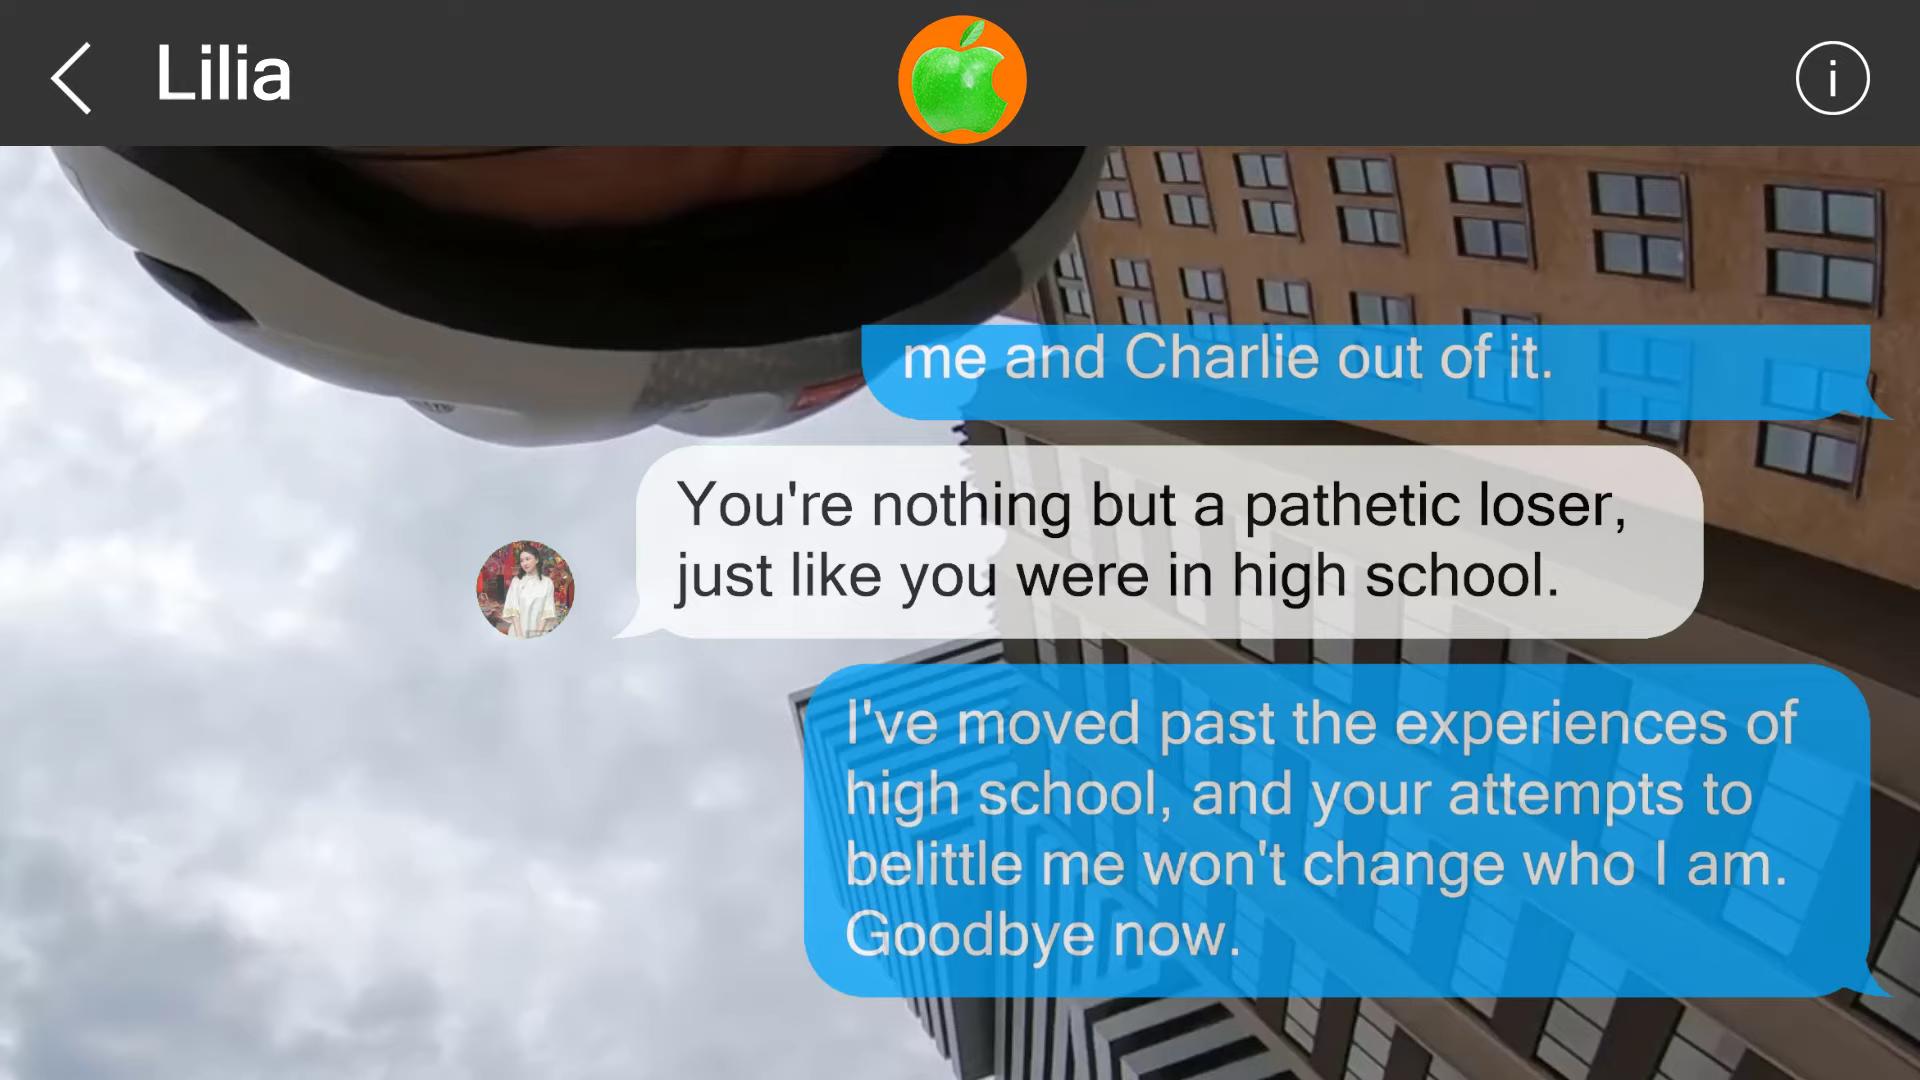 Lilia
me and Charlie out of it.
You're nothing but a pathetic loser,
just like you were in high school.
I've moved past the experiences of
high school, and your attempts to
belittle me won't change who I am.
Goodbye now.